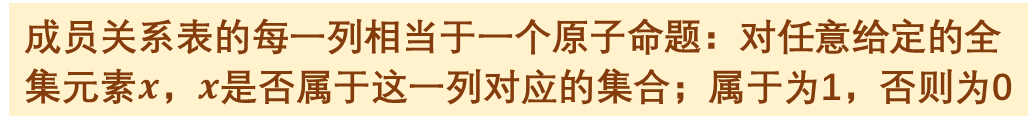 成员关系表的每一列相当于一个原子命题：对任意给定的全
集元素x，x是否属于这一列对应的集合；属于为1，否则为0